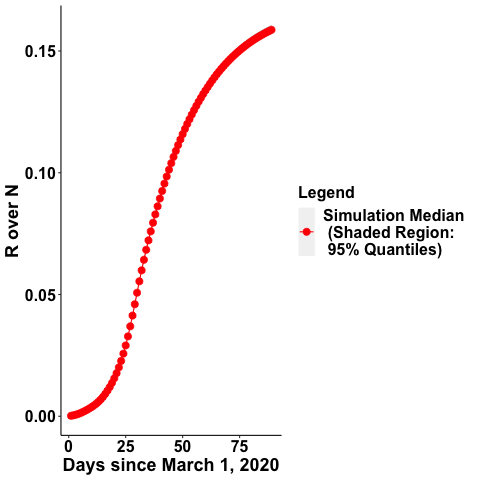 R over N
0.15
0.10
0.05
0.00
0
25
50
75
Days since March 1, 2020
Legend
Simulation Median
(Shaded Region:
95% Quantiles)